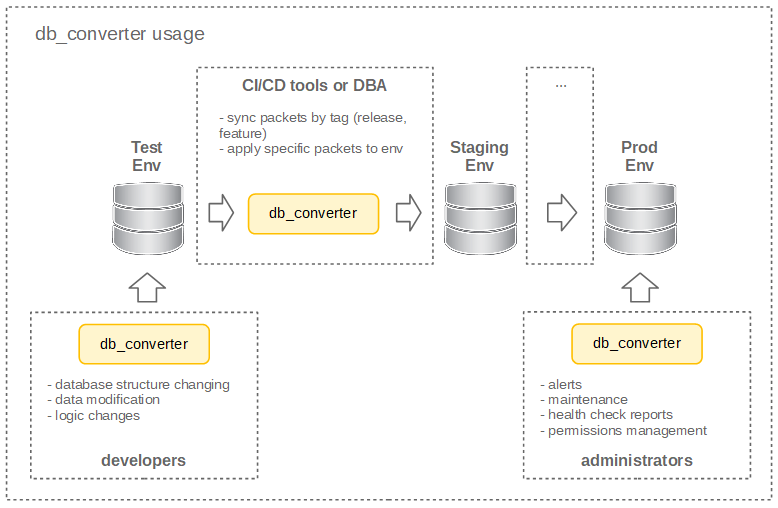 db_converter usage
CI/CD tools or DBA
- sync packets by tag (release,
feature)
- apply specific packets to env
...
Test
Env
Staging
Env
Prod
Env
db_converter
db_converter
- database structure changing
- data modification
- logic changes
developers
db_converter
- alerts
- maintenance
- health check reports
- permissions management
administrators